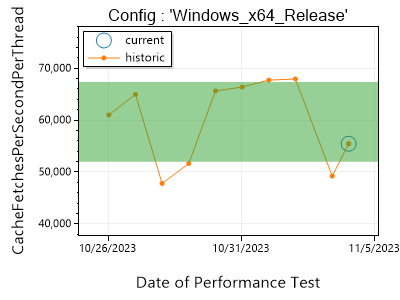 Config : 'Windows_x64_Release'
current
historic
CacheFetchesPerSecondPerThread
70,000
60,000
50,000
40,000
10/26/2023
10/31/2023
11/5/2023
Date of Performance Test